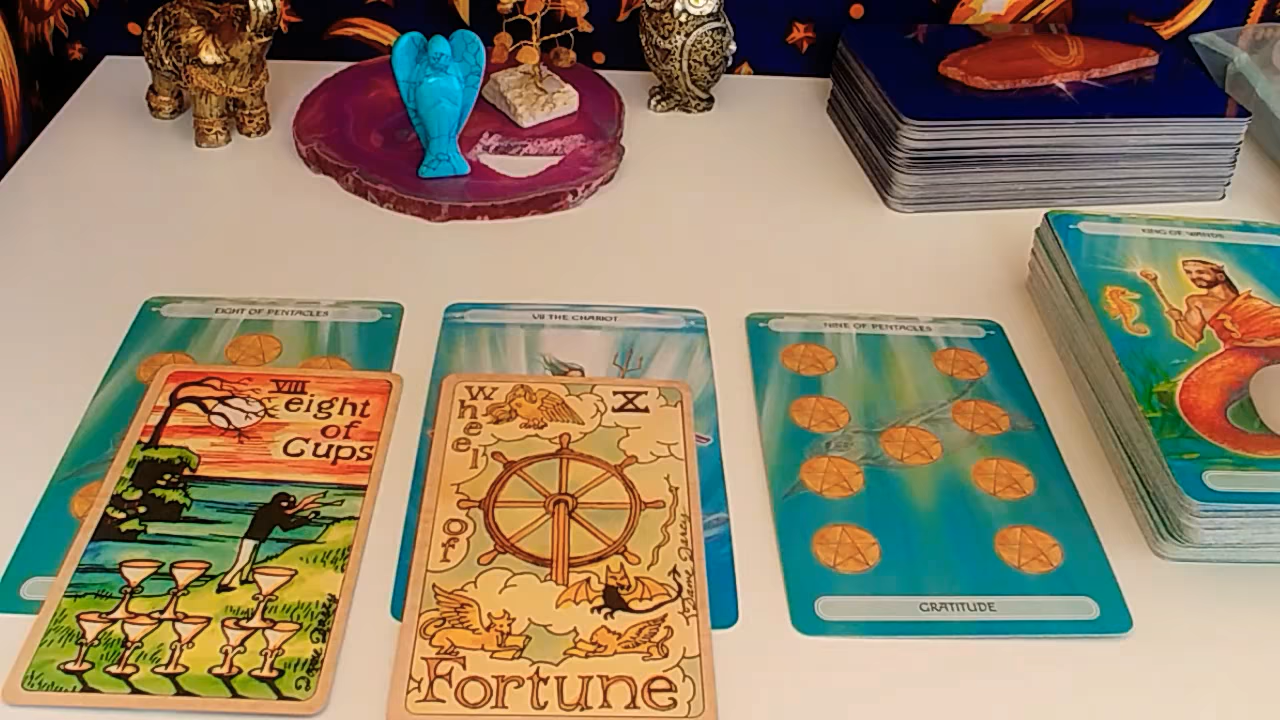 KING OF WANDS
EIGHT OF PENTACLES
VII THE CHARIOT
NINE OF PENTACLES
VIII
eight
of
Cups
Wheel
X
of
Fortune
GRATITUDE